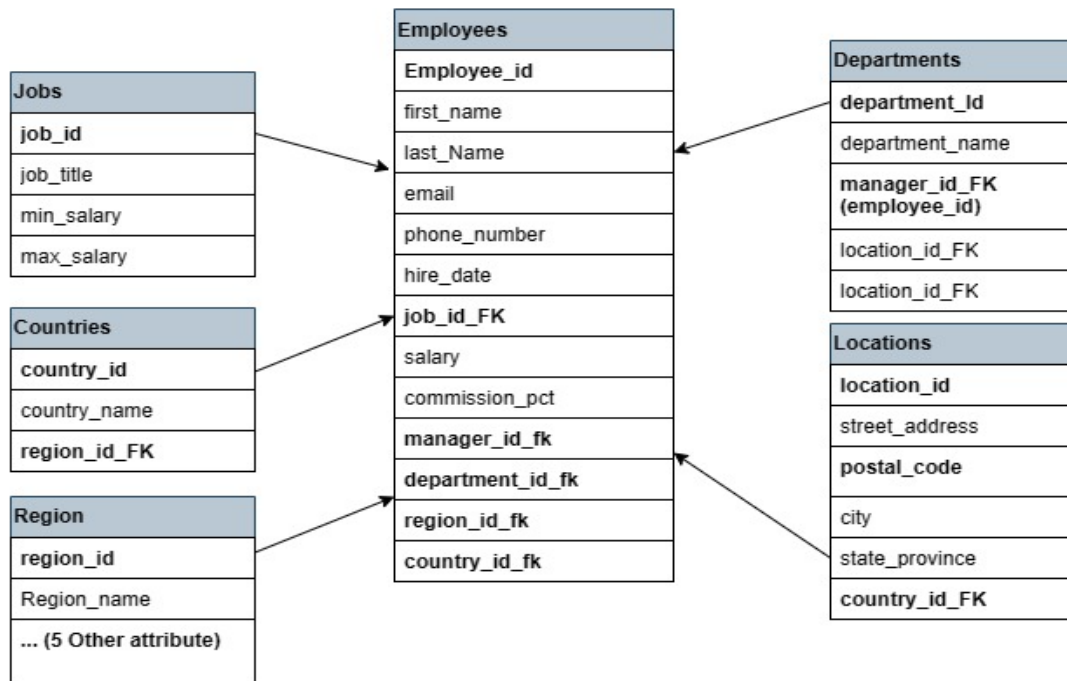 Jobs
job_id
job_title
min_salary
max_salary
Countries
country_id
country_name
region_id_FK
Region
region_id
Region_name
... (5 Other attribute)
Employees
Employee_id
first_name
last_Name
email
phone_number
hire_date
job_id_FK
salary
commission_pct
manager_id_fk
department_id_fk
region_id_fk
country_id_fk
Departments
department_Id
department_name
manager_id_FK
(employee_id)
location_id_FK
location_id_FK
Locations
location_id
street_address
postal_code
city
state_province
country_id_FK